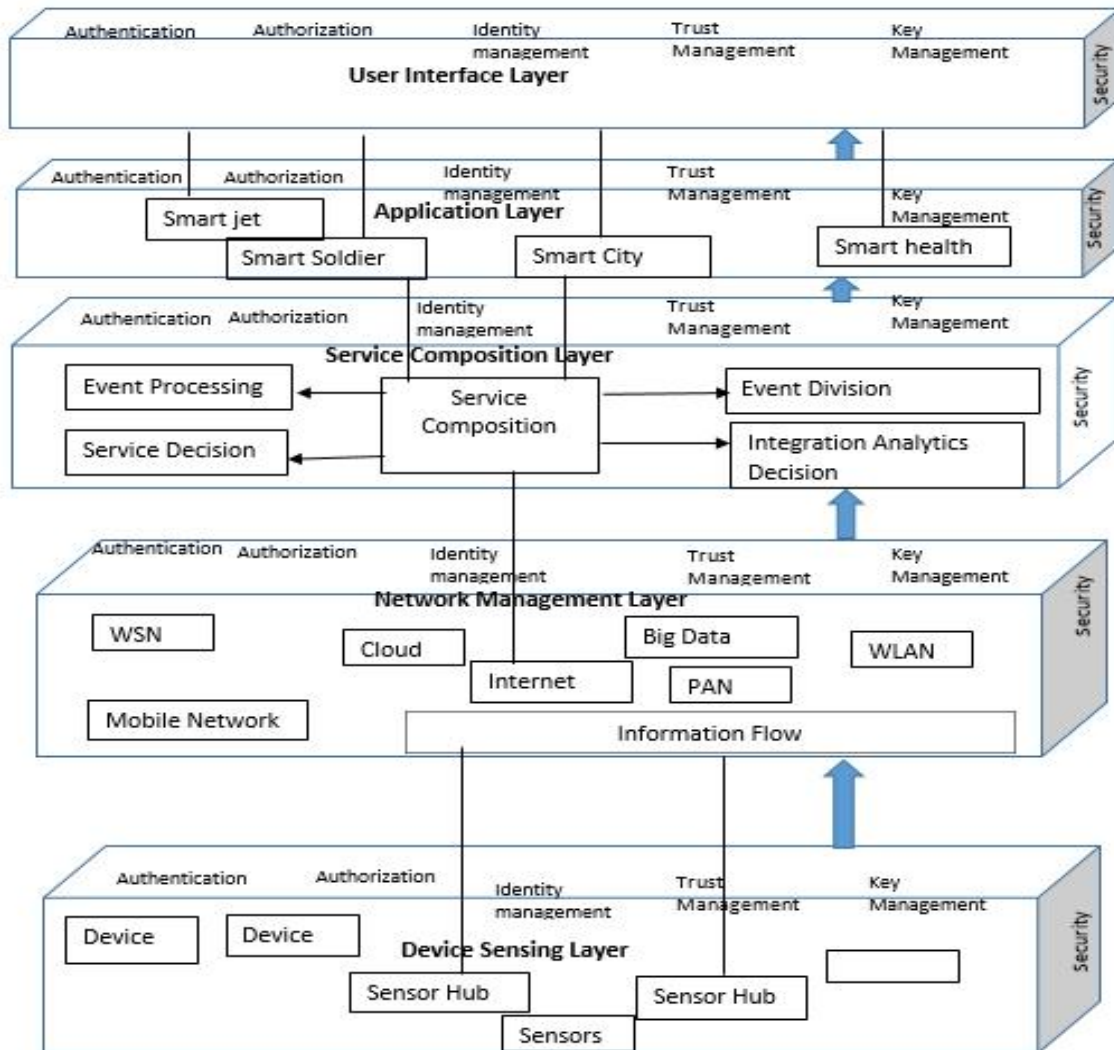 Authentication
Authorization
Identity
management
Trust
Management
Key
Management
User Interface Layer
Security
Authentication
Authorization
Identity
management
Trust
Management
Key
Management
Application Layer
Smart jet
Smart Soldier
Smart City
Smart health
Security
Authentication
Authorization
Identity
management
Trust
Management
Key
Management
Service Composition Layer
Event Processing
Service
Composition
Event Division
Service Decision
Integration Analytics
Decision
Security
Authentication
Authorization
Identity
management
Trust
Management
Key
Management
Network Management Layer
WSN
Cloud
Big Data
WLAN
Internet
PAN
Mobile Network
Information Flow
Security
Authentication
Authorization
Identity
management
Trust
Management
Key
Management
Device
Device
Device Sensing Layer
Sensor Hub
Sensor Hub
Sensors
Security